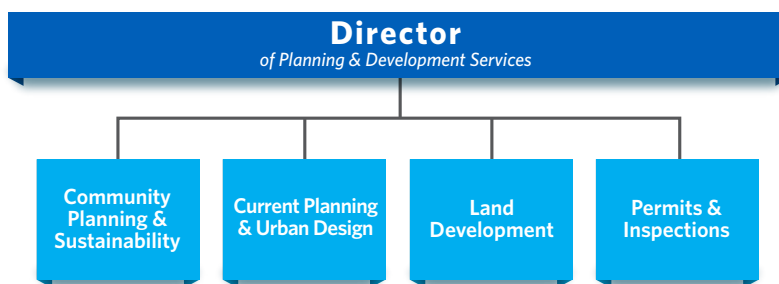 Director
of Planning & Development Services
Community
Planning &
Sustainability
Current Planning
& Urban Design
Land
Development
Permits &
Inspections